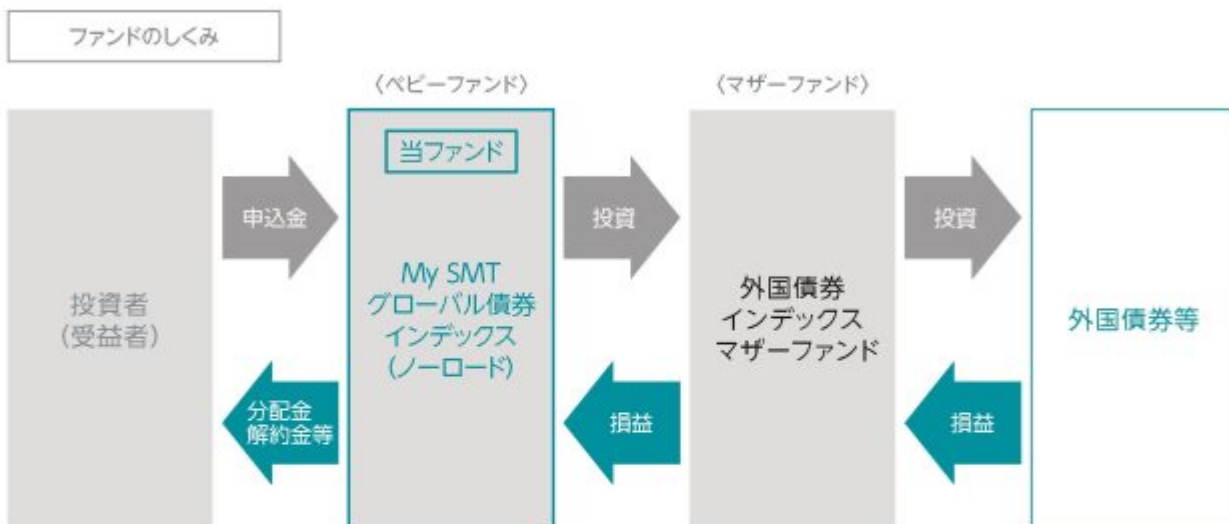 ファンドのしくみ
〈ベビーファンド〉
〈マザーファンド〉
投資者
(受益者)
申込金
分配金
解約金等
当ファンド
My SMT
グローバル債券
インデックス
(ノーロード)
投資
損益
外国債券
インデックス
マザーファンド
投資
損益
外国債券等